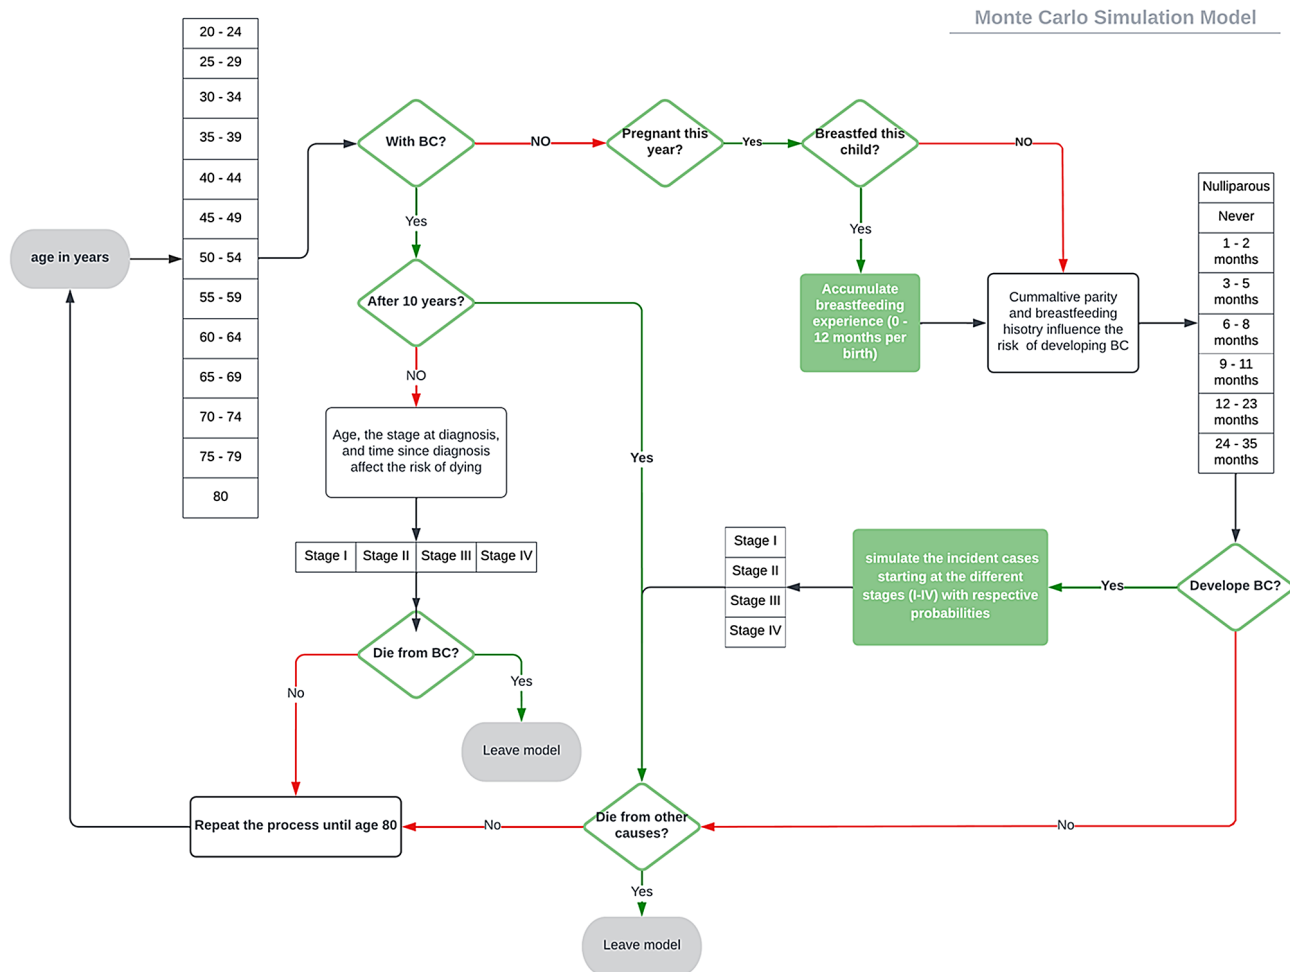 Monte Carlo Simulation Model
20 - 24
25 - 29
30 - 34
35 - 39
40 - 44
45 - 49
50 - 54
55 - 59
60 - 64
65 - 69
70 - 74
75 - 79
80
age in years
With BC?
NO
Pregnant this
year?
Yes
Breastfed this
child?
NO
Yes
Yes
After 10 years?
NO
Yes
Accumulate
breastfeeding
experience (0 -
12 months per
birth)
Cummaltive parity
and breastfeeding
hisotry influence the
risk of developing BC
Nulliparous
Never
1 - 2
months
3 - 5
months
6 - 8
months
9 - 11
months
12 - 23
months
24 - 35
months
Age, the stage at diagnosis,
and time since diagnosis
affect the risk of dying
Stage I
Stage II
Stage III
Stage IV
Die from BC?
No
Yes
Leave model
Stage I
Stage II
Stage III
Stage IV
simulate the incident cases
starting at the different
stages (I-IV) with respective
probabilities
Yes
Develope BC?
No
Die from other
causes?
No
Repeat the process until age 80
Yes
Leave model